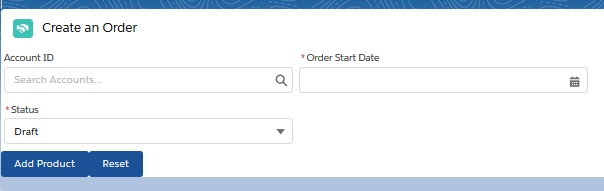 Create an Order
Account ID
* Order Start Date
Search Accounts...
* Status
Draft
Add Product
Reset